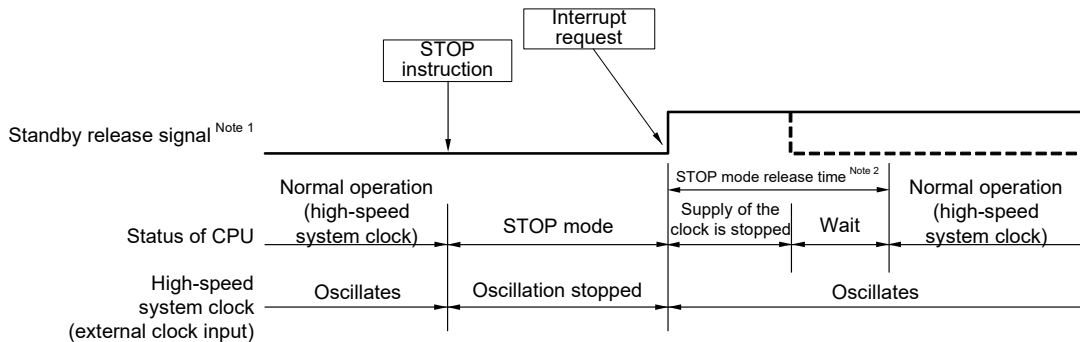 Interrupt
request
STOP
instruction
Standby release signal Note 1
STOP mode release time Note 2
Normal operation
(high-speed
system clock)
Status of CPU
STOP mode
Supply of the
clock is stopped
Wait
Normal operation
(high-speed
system clock)
High-speed
system clock
(external clock input)
Oscillates
Oscillation stopped
Oscillates